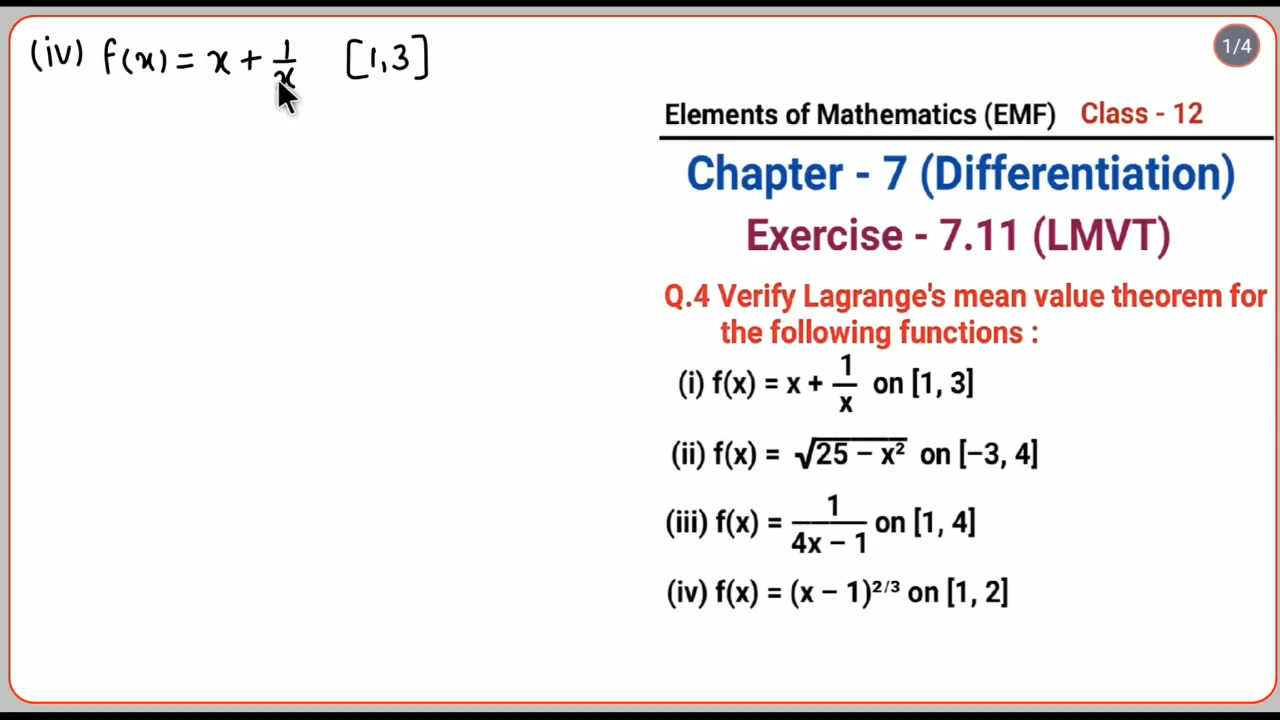 (iv) f(x) = x + 1/x [1,3]
1/4
Elements of Mathematics (EMF) Class - 12
Chapter - 7 (Differentiation)
Exercise - 7.11 (LMVT)
Q.4 Verify Lagrange's mean value theorem for
the following functions :
(i) f(x) = x + 1/x on [1, 3]
(ii) f(x) = √25 – x² on [–3, 4]
(iii) f(x) = 1/4x – 1 on [1, 4]
(iv) f(x) = (x – 1)²ᐟ³ on [1, 2]